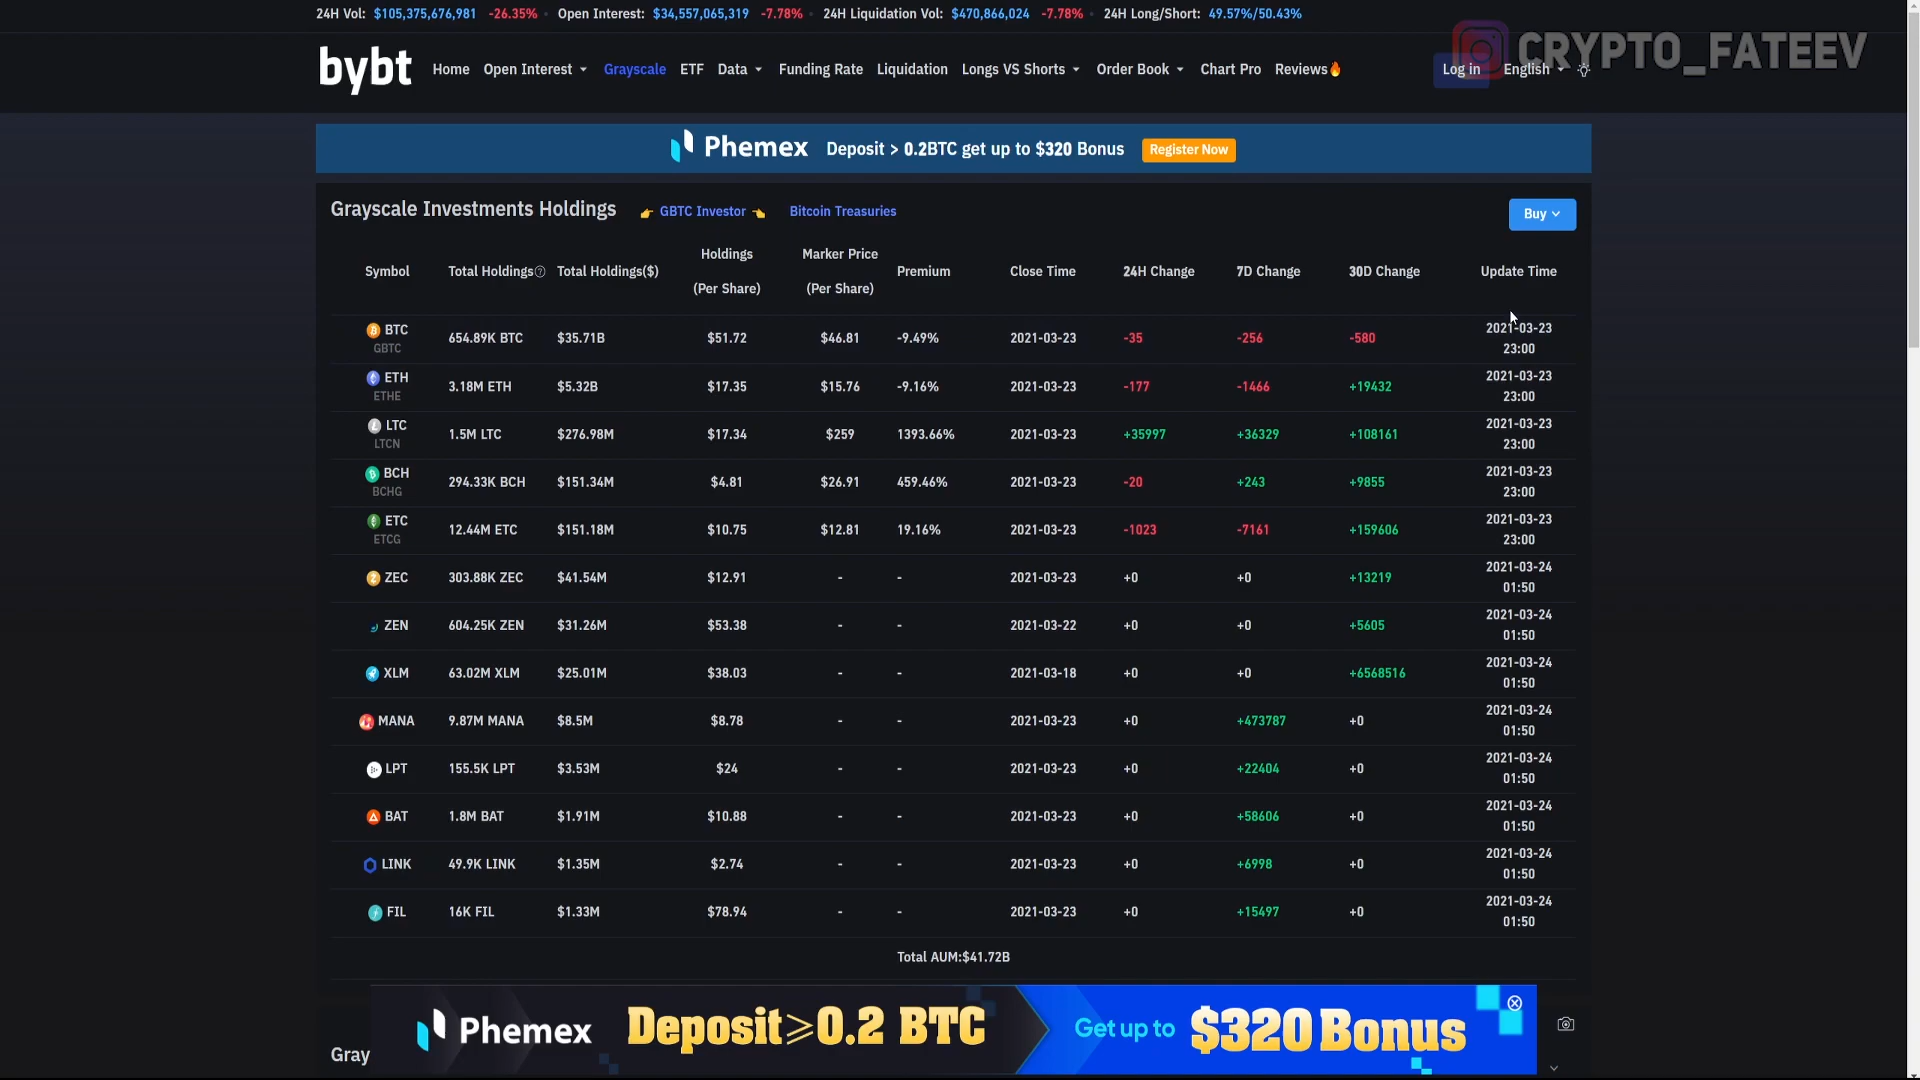 24H Vol: $105,375,676,981 -26.35% Open Interest: $34,557,065,319 -7.78% 24H Liquidation Vol: $470,866,024 -7.78% 24H Long/Short: 49.57%/50.43%
bybt Home Open Interest Grayscale ETF Data Funding Rate Liquidation Longs VS Shorts Order Book Chart Pro Reviews🔥 Log in English
CRYPTO_FATEEV
Phemex Deposit > 0.2BTC get up to $320 Bonus Register Now
Grayscale Investments Holdings 👉 GBTC Investor 👈 Bitcoin Treasuries Buy
Symbol Total Holdings Total Holdings($) Holdings (Per Share) Marker Price (Per Share) Premium Close Time 24H Change 7D Change 30D Change Update Time
BTC GBTC 654.89K BTC $35.71B $51.72 $46.81 -9.49% 2021-03-23 -35 -256 -580 2021-03-23 23:00
ETH ETHE 3.18M ETH $5.32B $17.35 $15.76 -9.16% 2021-03-23 -177 -1466 +19432 2021-03-23 23:00
LTC LTCN 1.5M LTC $276.98M $17.34 $259 1393.66% 2021-03-23 +35997 +36329 +108161 2021-03-23 23:00
BCH BCHG 294.33K BCH $151.34M $4.81 $26.91 459.46% 2021-03-23 -20 +243 +9855 2021-03-23 23:00
ETC ETCG 12.44M ETC $151.18M $10.75 $12.81 19.16% 2021-03-23 -1023 -7161 +159606 2021-03-23 23:00
ZEC 303.88K ZEC $41.54M $12.91 - - 2021-03-23 +0 +0 +13219 2021-03-24 01:50
ZEN 604.25K ZEN $31.26M $53.38 - - 2021-03-22 +0 +0 +5605 2021-03-24 01:50
XLM 63.02M XLM $25.01M $38.03 - - 2021-03-18 +0 +0 +6568516 2021-03-24 01:50
MANA 9.87M MANA $8.5M $8.78 - - 2021-03-23 +0 +473787 +0 2021-03-24 01:50
LPT 155.5K LPT $3.53M $24 - - 2021-03-23 +0 +22404 +0 2021-03-24 01:50
BAT 1.8M BAT $1.91M $10.88 - - 2021-03-23 +0 +58606 +0 2021-03-24 01:50
LINK 49.9K LINK $1.35M $2.74 - - 2021-03-23 +0 +6998 +0 2021-03-24 01:50
FIL 16K FIL $1.33M $78.94 - - 2021-03-23 +0 +15497 +0 2021-03-24 01:50
Total AUM:$41.72B
Phemex Deposit⩾0.2 BTC Get up to $320 Bonus
Gray